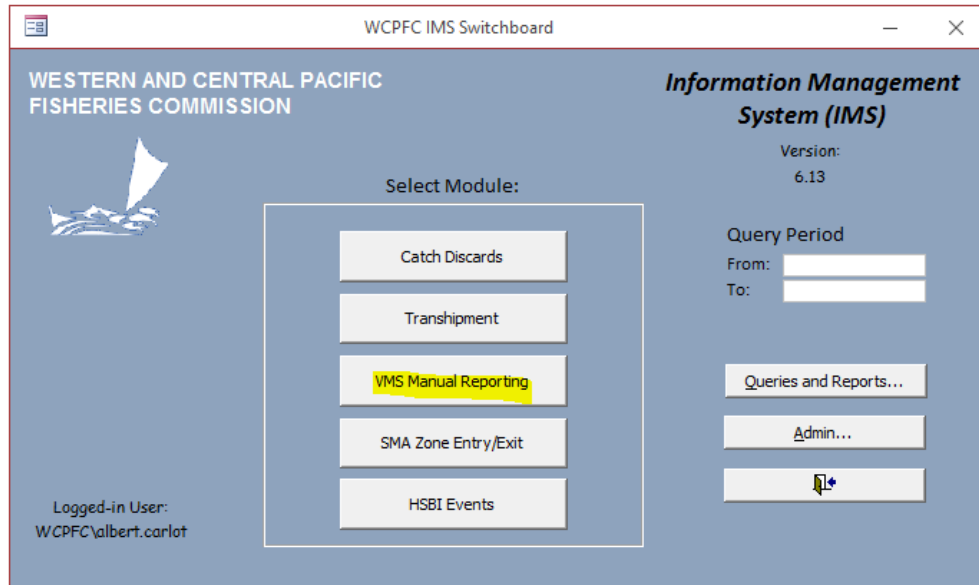 WCPFC IMS Switchboard
WESTERN AND CENTRAL PACIFIC
FISHERIES COMMISSION
Information Management
System (IMS)
Version:
6.13
Select Module:
Catch Discards
Transhipment
VMS Manual Reporting
SMA Zone Entry/Exit
HSBI Events
Query Period
From:
To:
Queries and Reports...
Admin...
Logged-in User:
WCPFC\albert.carlot